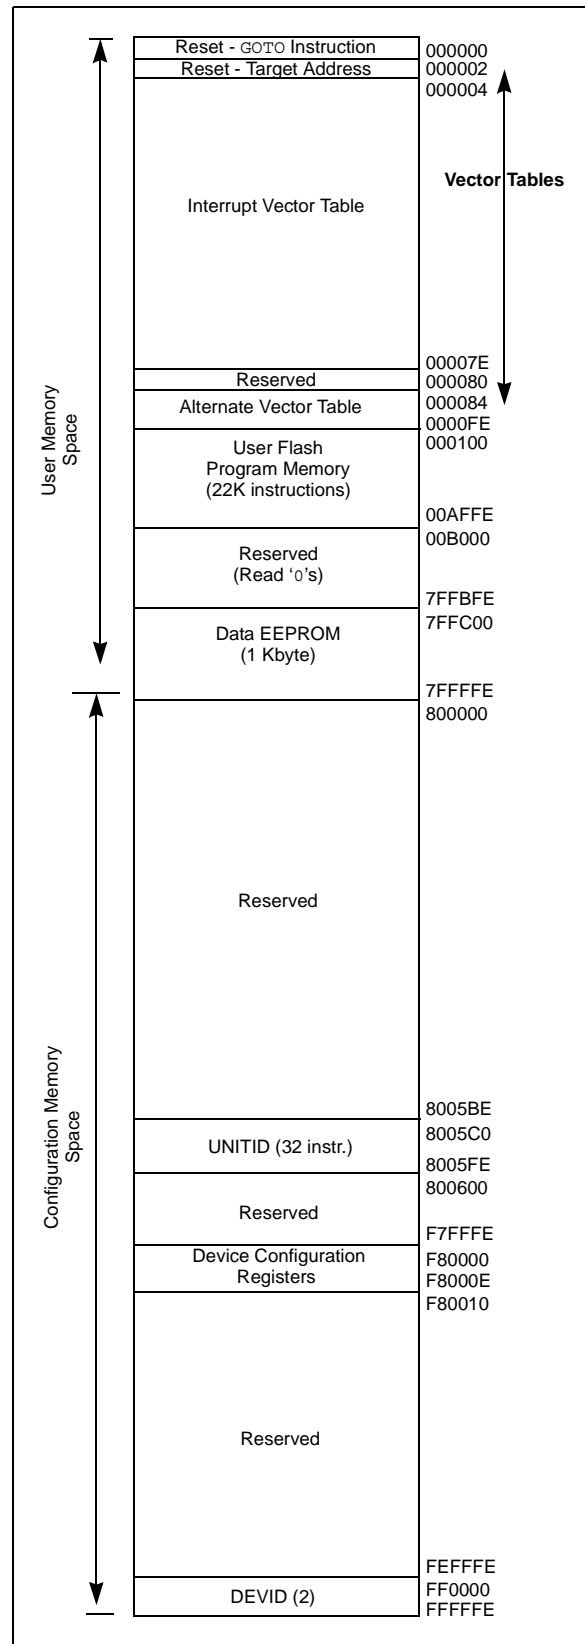 Reset - GOTO Instruction
000000
Reset - Target Address
000002
000004
Vector Tables
Interrupt Vector Table
00007E
Reserved
000080
Alternate Vector Table
000084
0000FE
User Flash
Program Memory
(22K instructions)
000100
00AFFE
00B000
Reserved
(Read ‘0’s)
7FFBFE
7FFC00
Data EEPROM
(1 Kbyte)
7FFFFE
User Memory
Space
800000
Reserved
8005BE
8005C0
UNITID (32 instr.)
8005FE
800600
Reserved
F7FFFE
Device Configuration
Registers
F80000
F8000E
F80010
Reserved
FEFFFE
FF0000
DEVID (2)
FFFFFE
Configuration Memory
Space